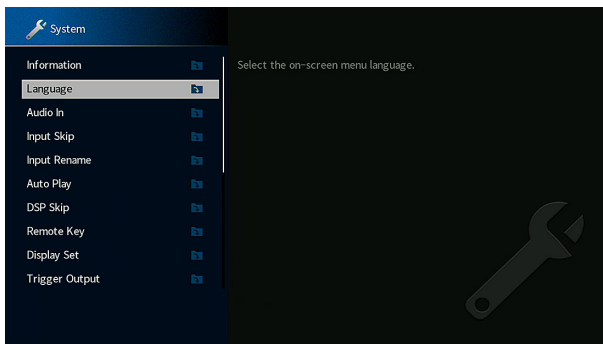 System
Information
Language
Select the on-screen menu language.
Audio In
Input Skip
Input Rename
Auto Play
DSP Skip
Remote Key
Display Set
Trigger Output